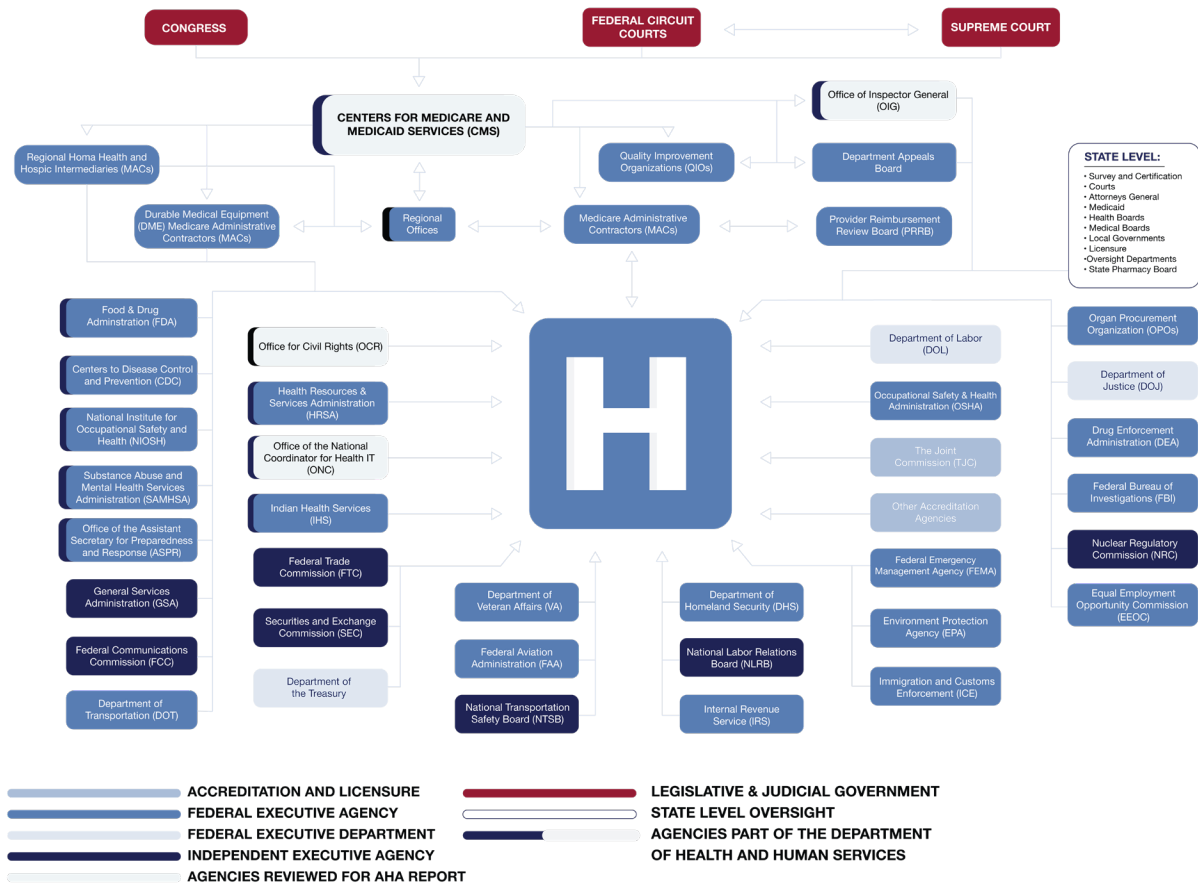 CONGRESS
FEDERAL CIRCUIT
COURTS
SUPREME COURT
CENTERS FOR MEDICARE AND
MEDICAID SERVICES (CMS)
Office of Inspector General
(OIG)
Regional Homa Health and
Hospic Intermediaries (MACs)
Quality Improvement
Organizations (QIOs)
Department Appeals
Board
STATE LEVEL:
• Survey and Certification
• Courts
• Attorneys General
• Medicaid
• Health Boards
• Medical Boards
• Local Governments
• Licensure
•Oversight Departments
• State Pharmacy Board
Durable Medical Equipment
(DME) Medicare Administrative
Contractors (MACs)
Regional
Offices
Medicare Administrative
Contractors (MACs)
Provider Reimbursement
Review Board (PRRB)
Food & Drug
Adminstration (FDA)
Centers to Disease Control
and Prevention (CDC)
National Institute for
Occupational Safety and
Health (NIOSH)
Substance Abuse and
Mental Health Services
Administration (SAMHSA)
Office of the Assistant
Secretary for Preparedness
and Response (ASPR)
General Services
Administration (GSA)
Federal Communications
Commission (FCC)
Department of
Transportation (DOT)
Office for Civil Rights (OCR)
Health Resources &
Services Administration
(HRSA)
Office of the National
Coordinator for Health IT
(ONC)
Indian Health Services
(IHS)
Federal Trade
Commission (FTC)
Securities and Exchange
Commission (SEC)
Department of
the Treasury
H
Department of
Veteran Affairs (VA)
Federal Aviation
Administration (FAA)
National Transportation
Safety Board (NTSB)
Department of
Homeland Security (DHS)
National Labor Relations
Board (NLRB)
Internal Revenue
Service (IRS)
Department of Labor
(DOL)
Occupational Safety & Health
Administration (OSHA)
The Joint
Commission (TJC)
Other Accreditation
Agencies
Federal Emergency
Management Agency (FEMA)
Environment Protection
Agency (EPA)
Immigration and Customs
Enforcement (ICE)
Organ Procurement
Organization (OPOs)
Department of
Justice (DOJ)
Drug Enforcement
Administration (DEA)
Federal Bureau of
Investigations (FBI)
Nuclear Regulatory
Commission (NRC)
Equal Employment
Opportunity Commission
(EEOC)
ACCREDITATION AND LICENSURE
FEDERAL EXECUTIVE AGENCY
FEDERAL EXECUTIVE DEPARTMENT
INDEPENDENT EXECUTIVE AGENCY
AGENCIES REVIEWED FOR AHA REPORT
LEGISLATIVE & JUDICIAL GOVERNMENT
STATE LEVEL OVERSIGHT
AGENCIES PART OF THE DEPARTMENT
OF HEALTH AND HUMAN SERVICES